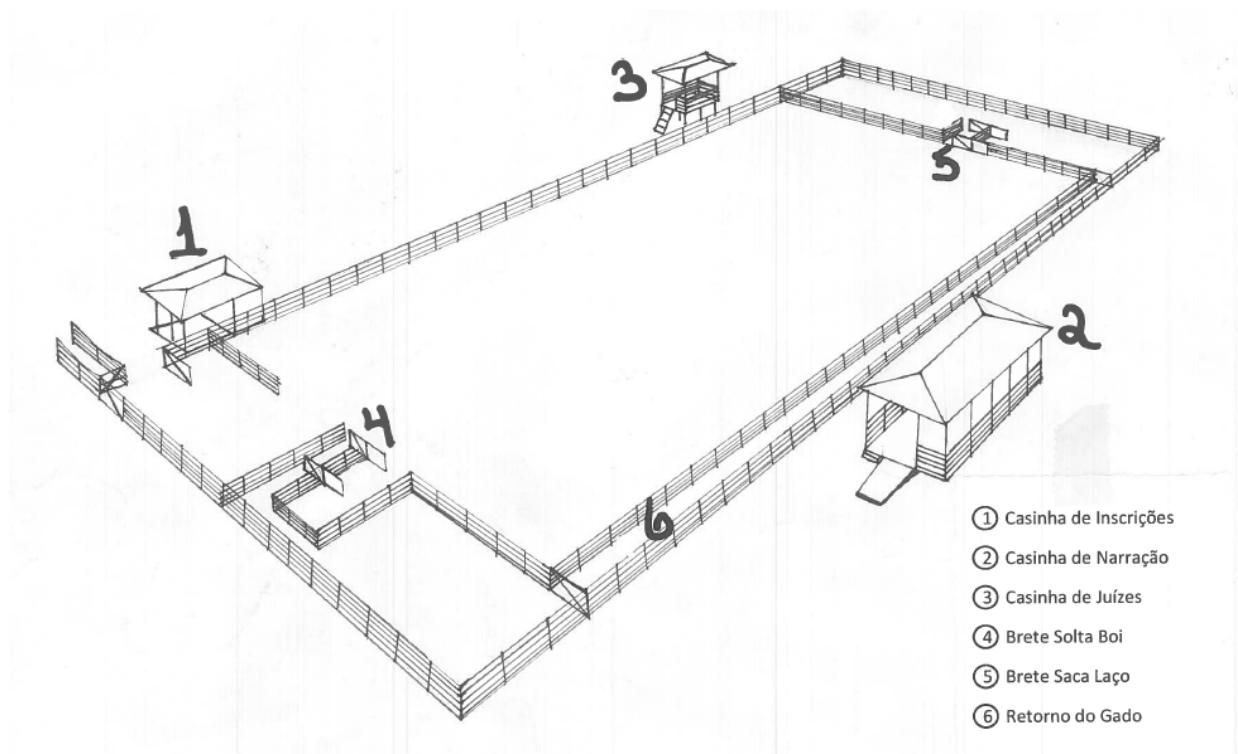 3
5
1
2
4
6
① Casinha de Inscrições
② Casinha de Narração
③ Casinha de Juízes
④ Brete Solta Boi
⑤ Brete Saca Laço
⑥ Retorno do Gado